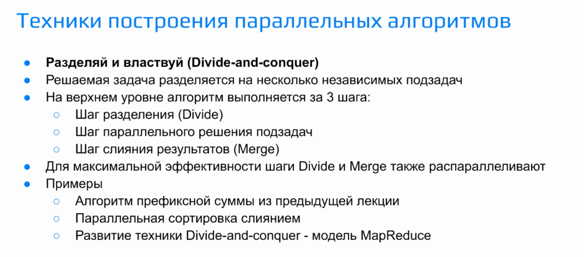 Техники построения параллельных алгоритмов
● Разделяй и властвуй (Divide-and-conquer)
● Решаемая задача разделяется на несколько независимых подзадач
● На верхнем уровне алгоритм выполняется за 3 шага:
○ Шаг разделения (Divide)
○ Шаг параллельного решения подзадач
○ Шаг слияния результатов (Merge)
● Для максимальной эффективности шаги Divide и Merge также распараллеливают
● Примеры
○ Алгоритм префиксной суммы из предыдущей лекции
○ Параллельная сортировка слиянием
○ Развитие техники Divide-and-conquer - модель MapReduce